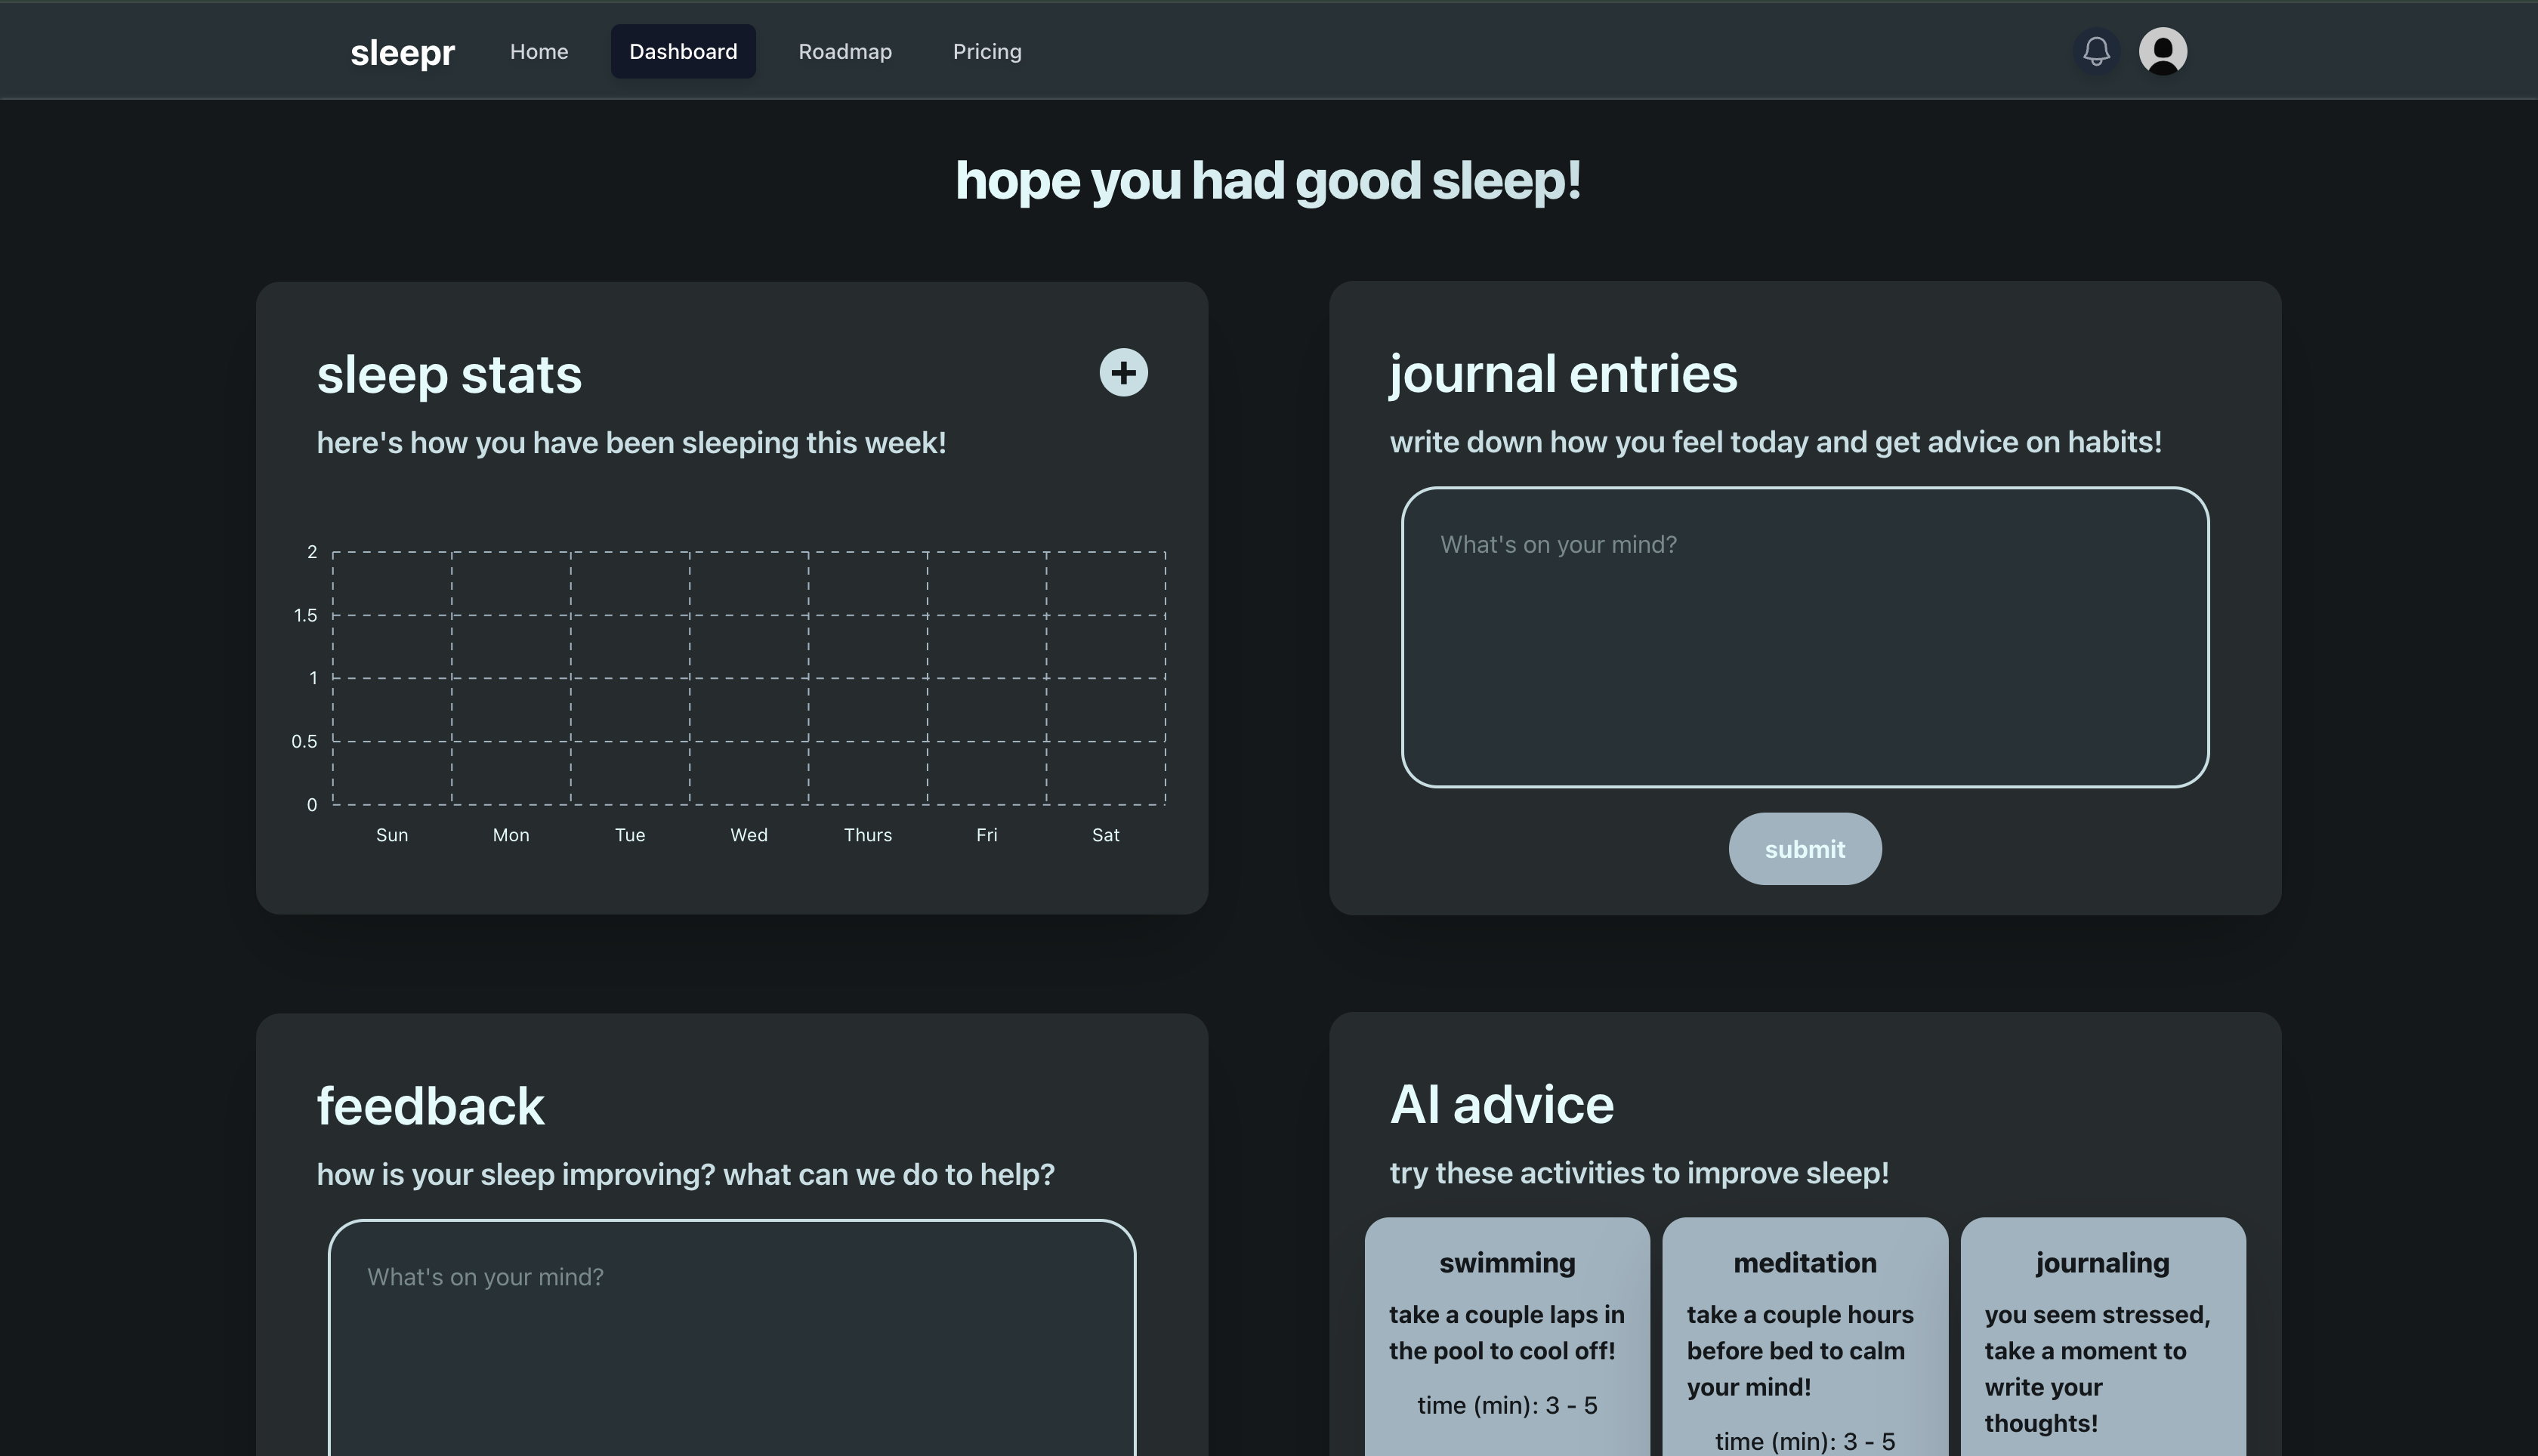 sleepr Home Dashboard Roadmap Pricing
hope you had good sleep!
sleep stats
here's how you have been sleeping this week!
2
1.5
1
0.5
0
Sun Mon Tue Wed Thurs Fri Sat
journal entries
write down how you feel today and get advice on habits!
What's on your mind?
submit
feedback
how is your sleep improving? what can we do to help?
What's on your mind?
AI advice
try these activities to improve sleep!
swimming
take a couple laps in
the pool to cool off!
time (min): 3 - 5
meditation
take a couple hours
before bed to calm
your mind!
time (min): 3 - 5
journaling
you seem stressed,
take a moment to
write your
thoughts!